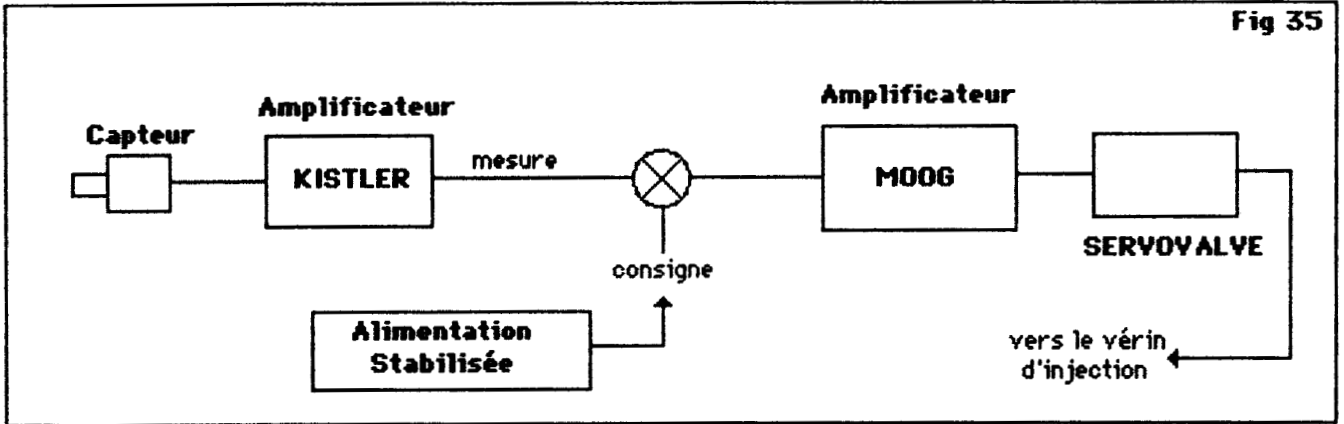 Fig 35
Amplificateur
Amplificateur
Capteur
KISTLER
mesure
MOOG
SERVOVALVE
consigne
Alimentation
Stabilisée
vers le vérin
d'injection